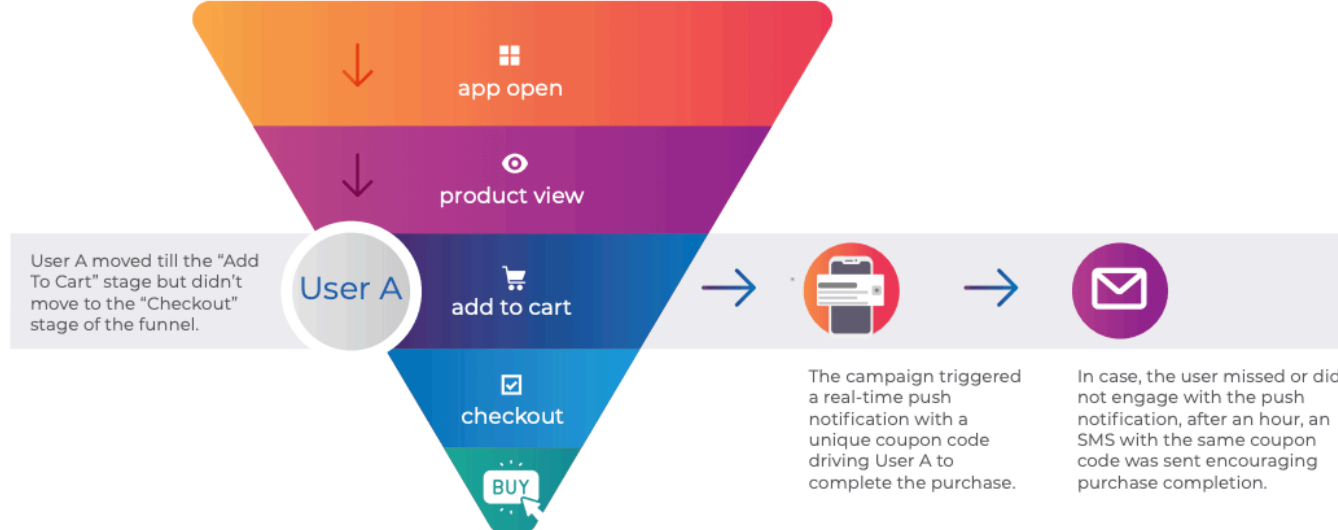 app open
product view
User A moved till the “Add
To Cart” stage but didn’t
move to the “Checkout”
stage of the funnel.
User A
add to cart
checkout
BUY
The campaign triggered
a real-time push
notification with a
unique coupon code
driving User A to
complete the purchase.
In case, the user missed or did
not engage with the push
notification, after an hour, an
SMS with the same coupon
code was sent encouraging
purchase completion.